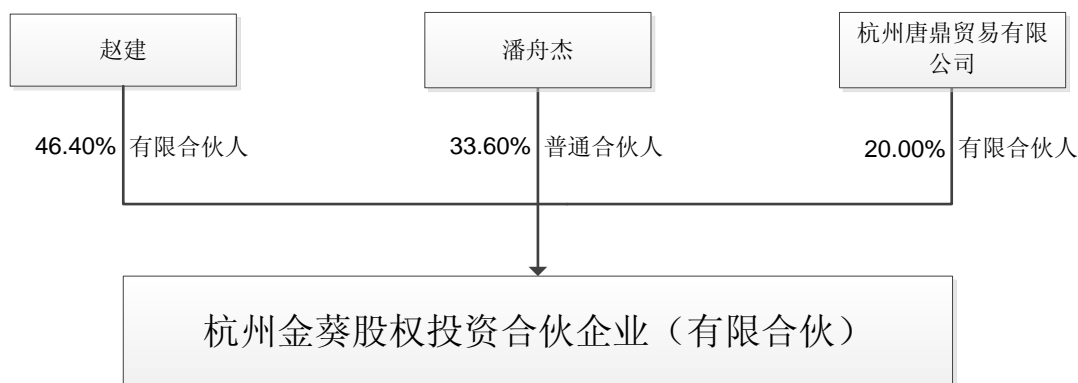 赵建
潘舟杰
杭州唐鼎贸易有限
公司
46.40% 有限合伙人
33.60% 普通合伙人
20.00% 有限合伙人
杭州金葵股权投资合伙企业（有限合伙）